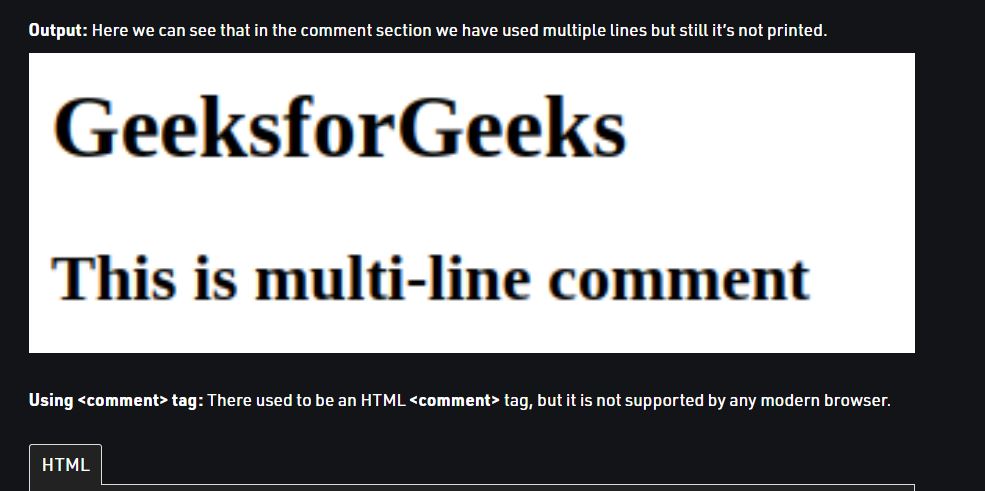 Output: Here we can see that in the comment section we have used multiple lines but still it’s not printed.
GeeksforGeeks
This is multi-line comment
Using <comment> tag: There used to be an HTML <comment> tag, but it is not supported by any modern browser.
HTML